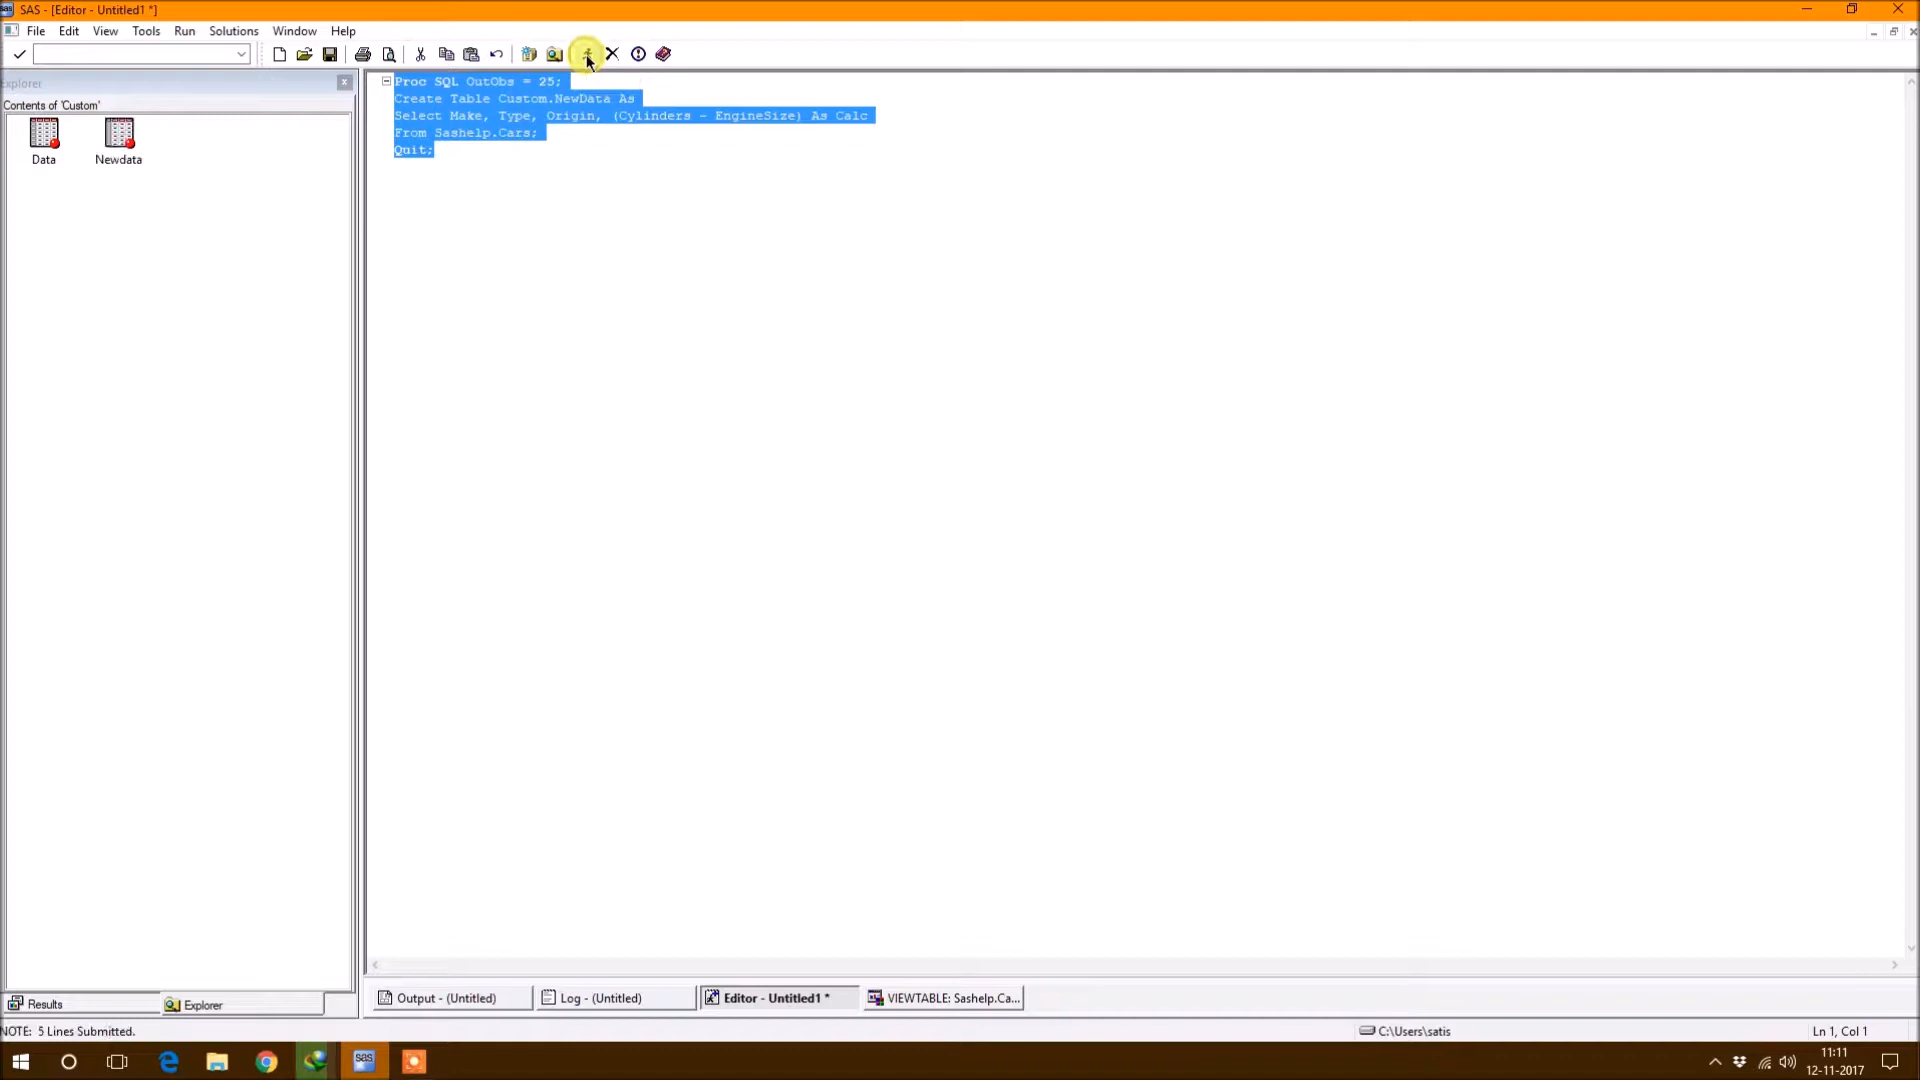 SAS - [Editor - Untitled1 *]
File Edit View Tools Run Solutions Window Help
Explorer
Contents of 'Custom'
Data
Newdata
Proc SQL OutObs = 25;
Create Table Custom.NewData As
Select Make, Type, Origin, (Cylinders - EngineSize) As Calc
From Sashelp.Cars;
Quit;
Results
Explorer
Output - (Untitled)
Log - (Untitled)
Editor - Untitled1 *
VIEWTABLE: Sashelp.Ca...
NOTE: 5 Lines Submitted.
C:\Users\satis
Ln 1, Col 1
sas
11:11
12-11-2017